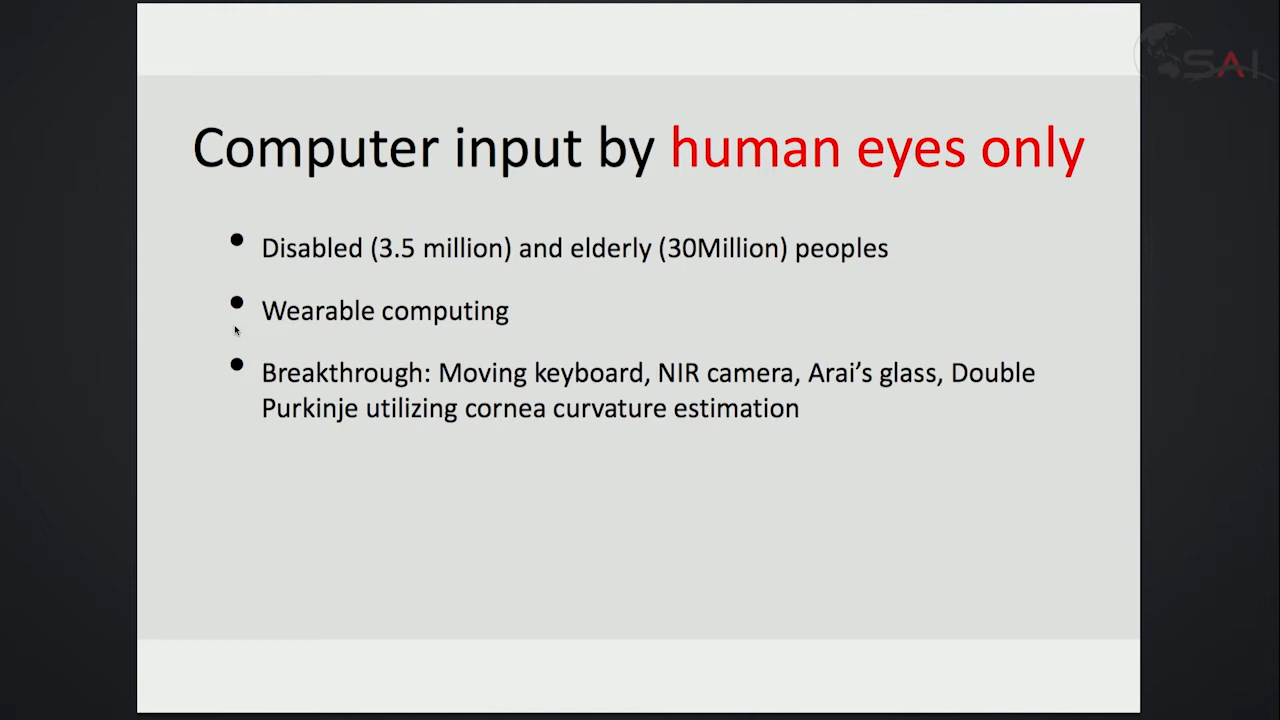 SAI
Computer input by human eyes only
• Disabled (3.5 million) and elderly (30Million) peoples
• Wearable computing
• Breakthrough: Moving keyboard, NIR camera, Arai’s glass, Double
Purkinje utilizing cornea curvature estimation